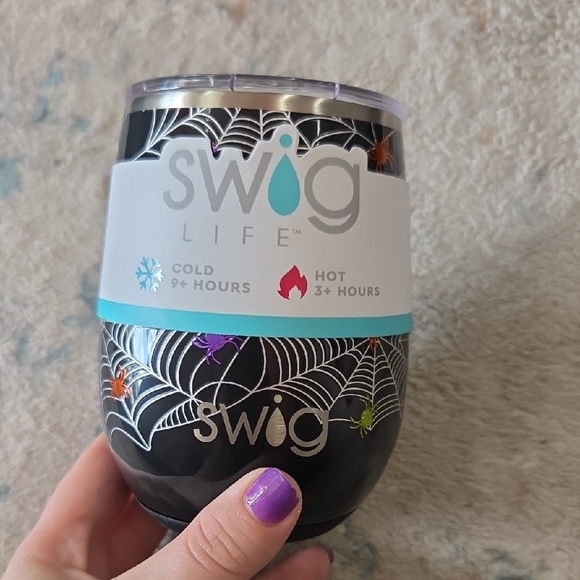 swig
LIFE™
COLD
9+ HOURS
HOT
3+ HOURS
swig